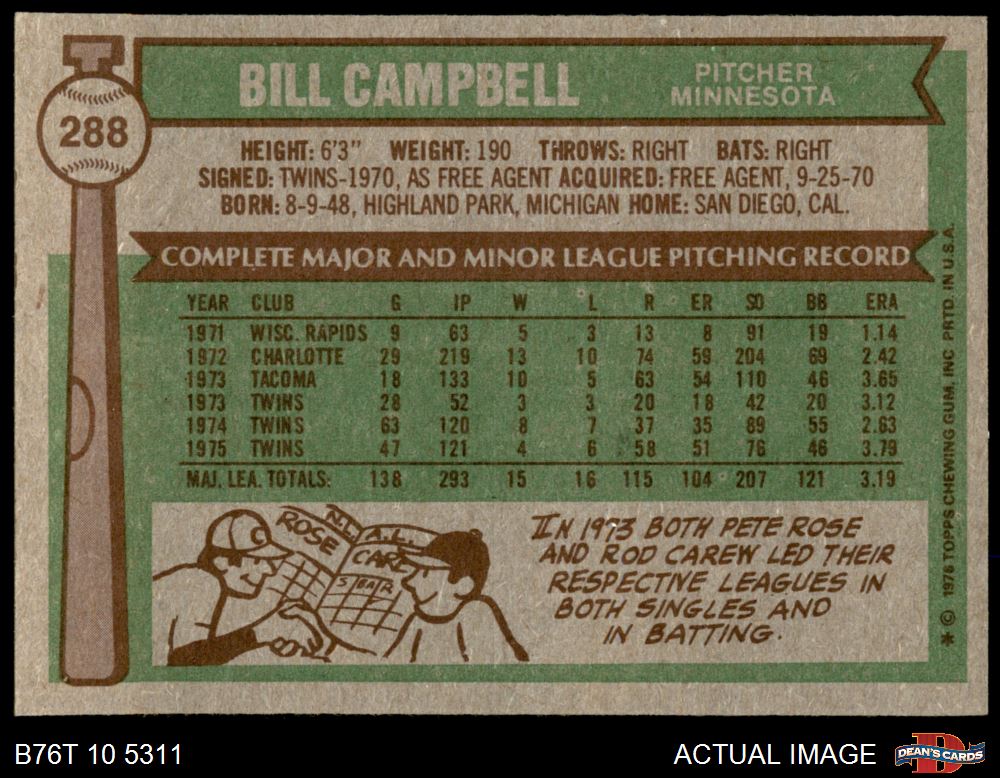 288
BILL CAMPBELL
PITCHER
MINNESOTA
HEIGHT: 6'3" WEIGHT: 190 THROWS: RIGHT BATS: RIGHT
SIGNED: TWINS-1970, AS FREE AGENT ACQUIRED: FREE AGENT, 9-25-70
BORN: 8-9-48, HIGHLAND PARK, MICHIGAN HOME: SAN DIEGO, CAL.
COMPLETE MAJOR AND MINOR LEAGUE PITCHING RECORD
YEAR CLUB G IP W L R ER SO BB ERA
1971 WISC. RAPIDS 9 63 5 3 13 8 91 19 1.14
1972 CHARLOTTE 29 219 13 10 74 59 204 69 2.42
1973 TACOMA 18 133 10 5 63 54 110 46 3.65
1973 TWINS 28 52 3 3 20 18 42 20 3.12
1974 TWINS 63 120 8 7 37 35 89 55 2.63
1975 TWINS 47 121 4 6 58 51 76 46 3.79
MAJ. LEA. TOTALS: 138 293 15 16 115 104 207 121 3.19
N.L.
ROSE
A.L.
CARE
C
S BA R
IN 1973 BOTH PETE ROSE
AND ROD CAREW LED THEIR
RESPECTIVE LEAGUES IN
BOTH SINGLES AND
IN BATTING.
* © 1976 TOPPS CHEWING GUM, INC PRTD. IN U.S.A.
B76T 10 5311
ACTUAL IMAGE
D
DEAN'S CARDS